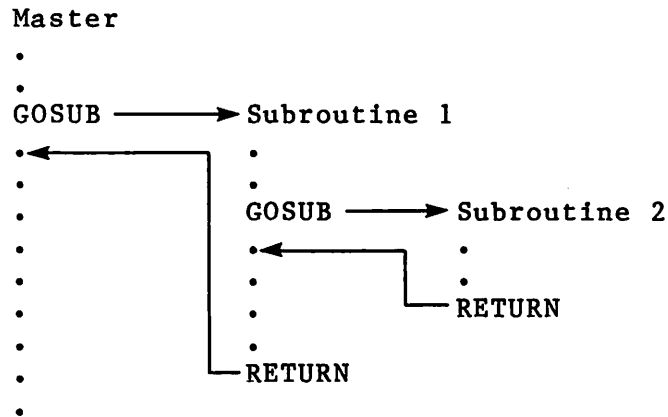 Master
GOSUB Subroutine 1
GOSUB Subroutine 2
RETURN
RETURN